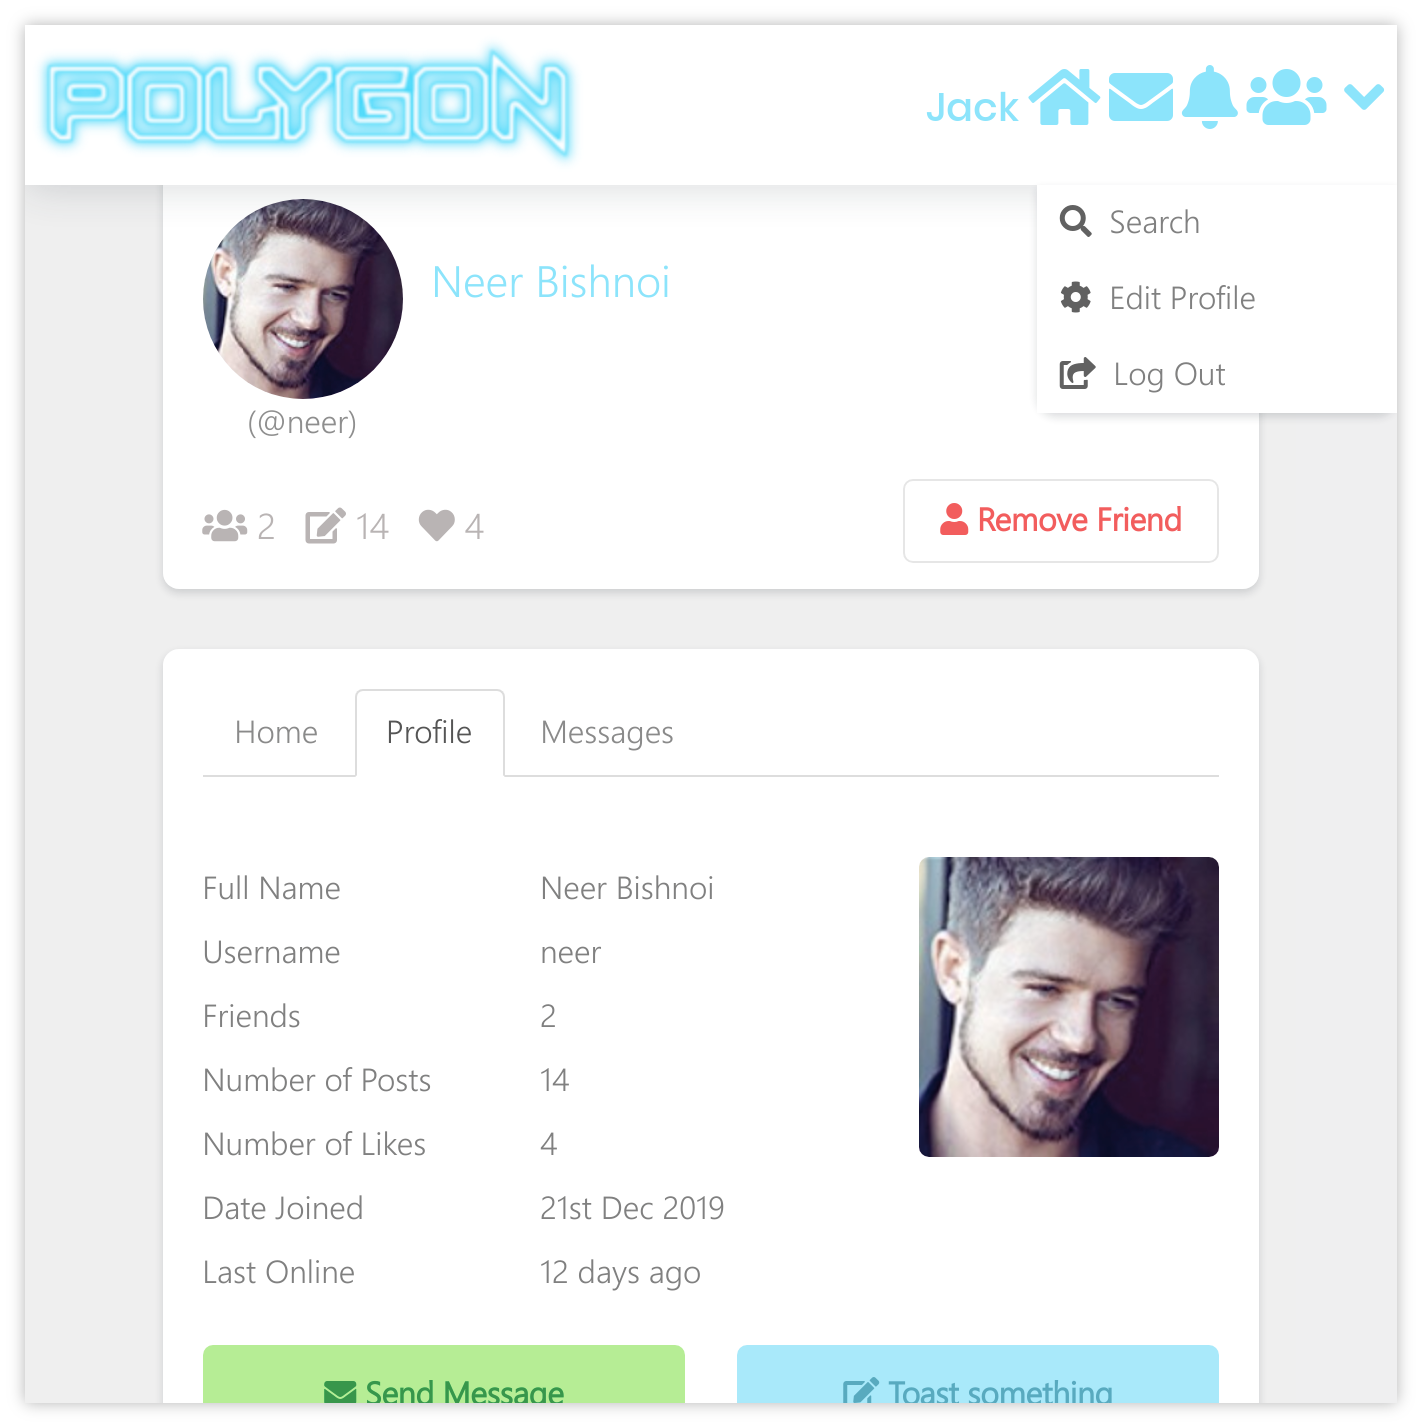 POLYGON
Jack
Search
Edit Profile
Log Out
Neer Bishnoi
(@neer)
2 14 4
Remove Friend
Home Profile Messages
Full Name Neer Bishnoi
Username neer
Friends 2
Number of Posts 14
Number of Likes 4
Date Joined 21st Dec 2019
Last Online 12 days ago
Send Message Toast something